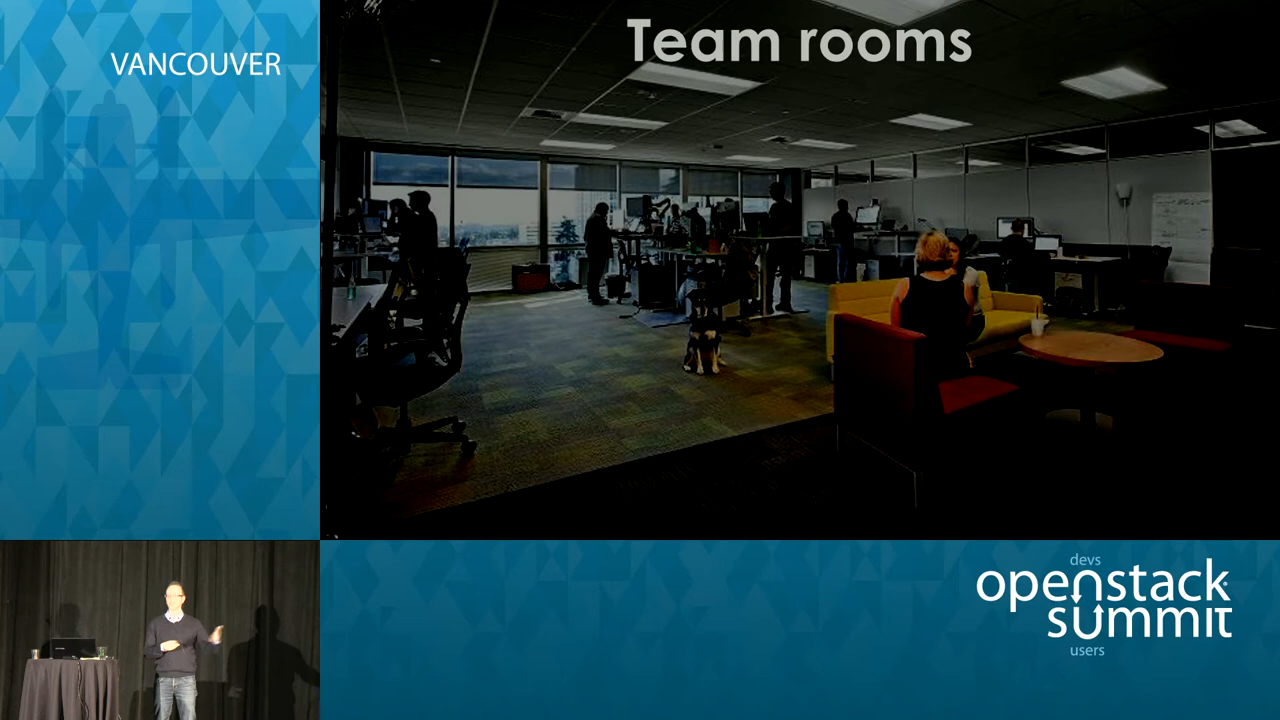 VANCOUVER
Team rooms
devs
openstack
summit
users